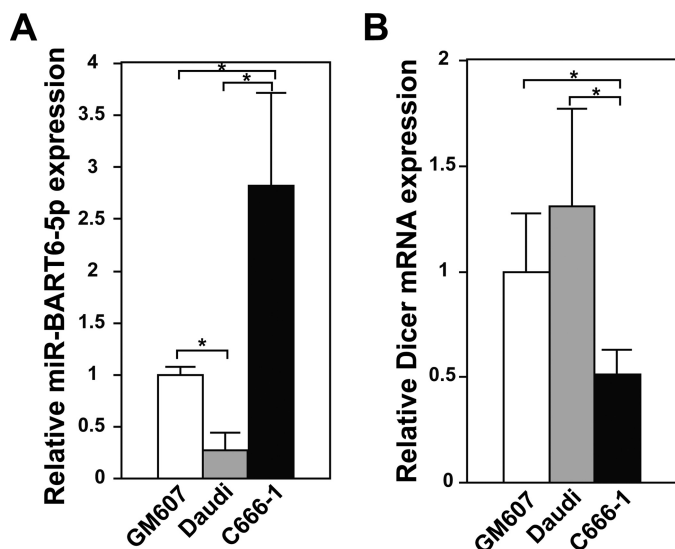 A
Relative miR-BART6-5p expression
4
3.5
3
2.5
2
1.5
1
0.5
0
*
*
*
GM607
Daudi
C666-1
B
Relative Dicer mRNA expression
2
1.5
1
0.5
0
*
*
GM607
Daudi
C666-1